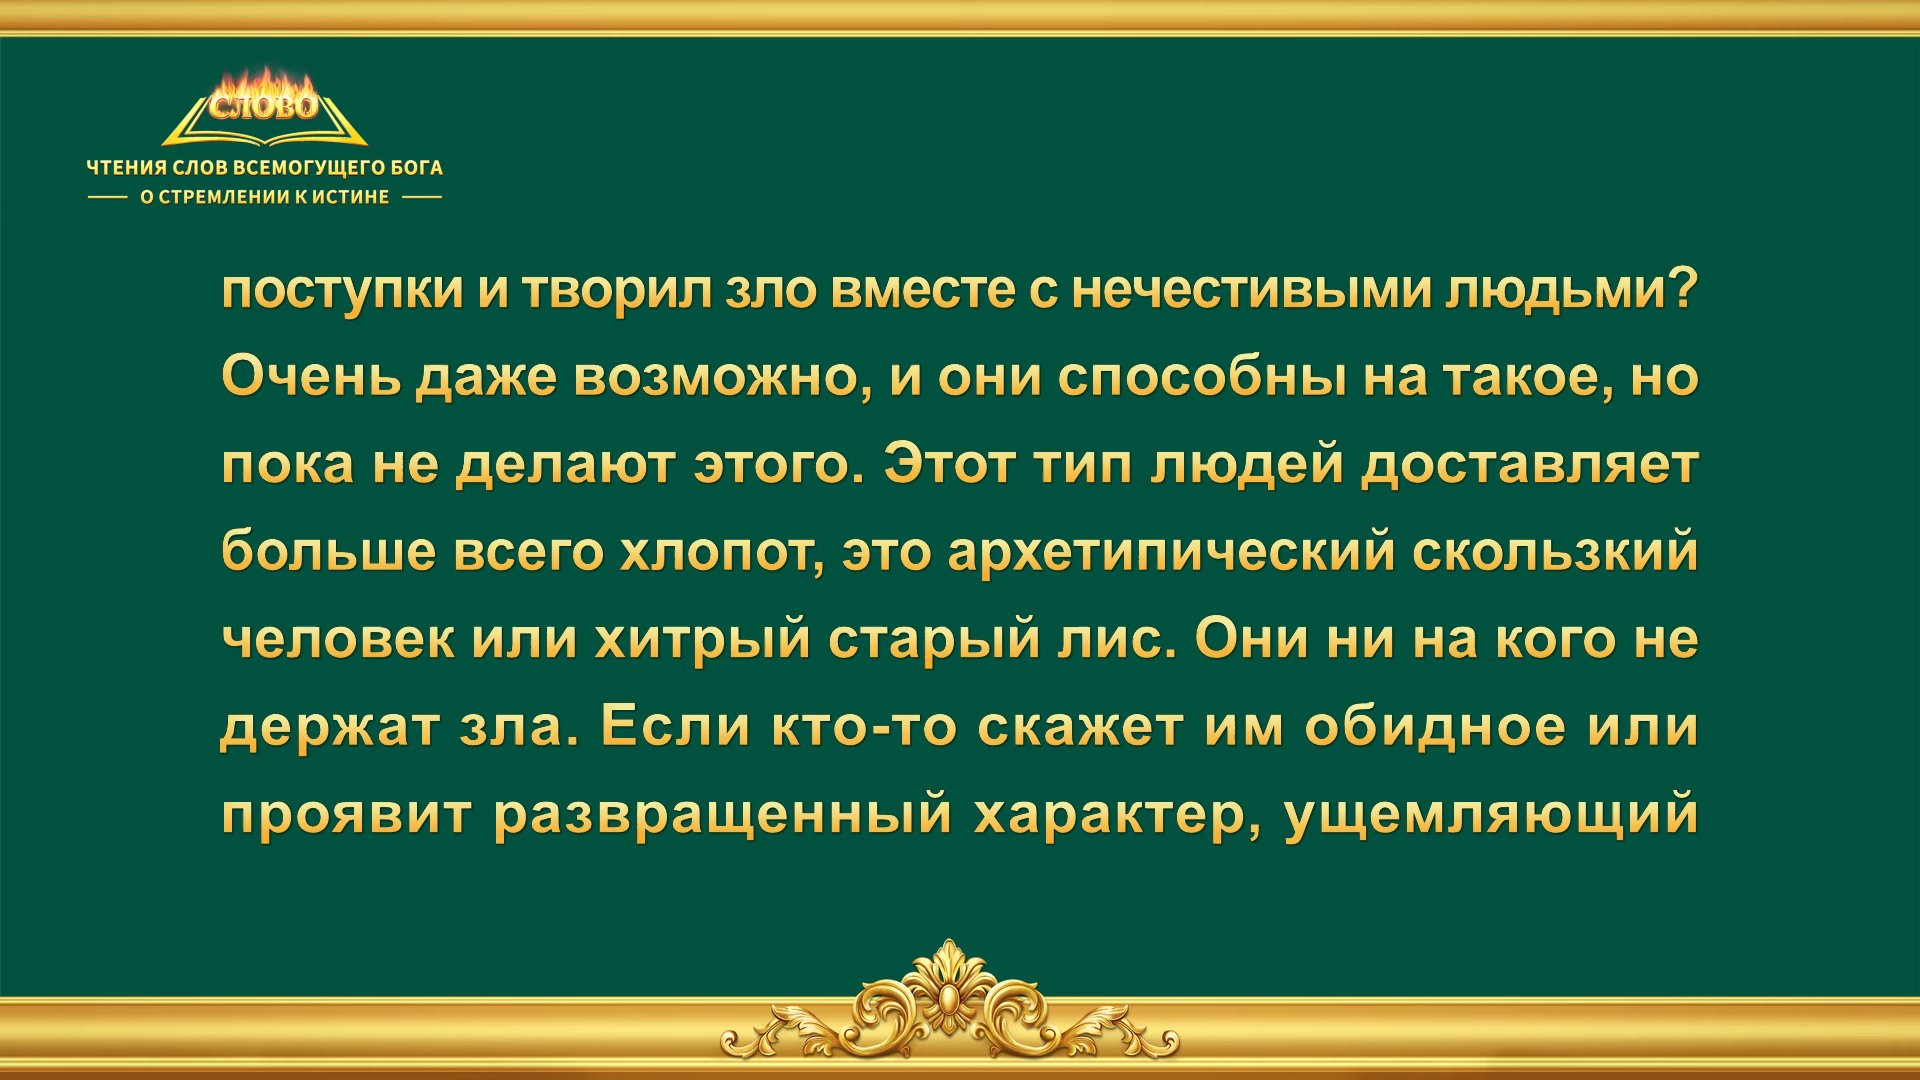 СЛОВО
ЧТЕНИЯ СЛОВ ВСЕМОГУЩЕГО БОГА
О СТРЕМЛЕНИИ К ИСТИНЕ
поступки и творил зло вместе с нечестивыми людьми?
Очень даже возможно, и они способны на такое, но
пока не делают этого. Этот тип людей доставляет
больше всего хлопот, это архетипический скользкий
человек или хитрый старый лис. Они ни на кого не
держат зла. Если кто-то скажет им обидное или
проявит развращенный характер, ущемляющий